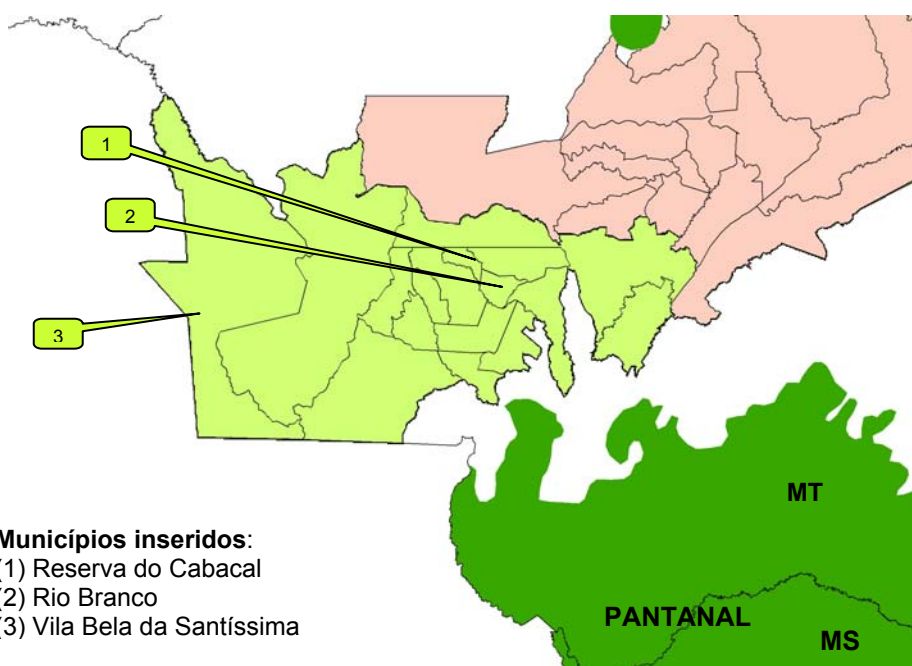 1
2
3
MT
PANTANAL
MS
Municípios inseridos:
(1) Reserva do Cabacal
(2) Rio Branco
(3) Vila Bela da Santíssima